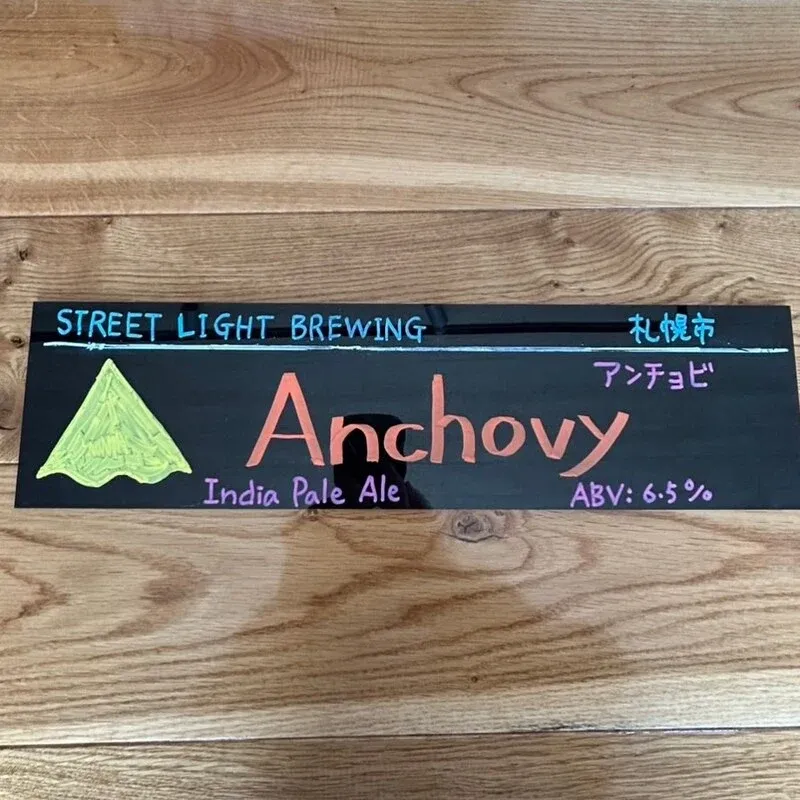 STREET LIGHT BREWING 札幌市
アンチョビ
Anchovy
India Pale Ale ABV: 6.5%